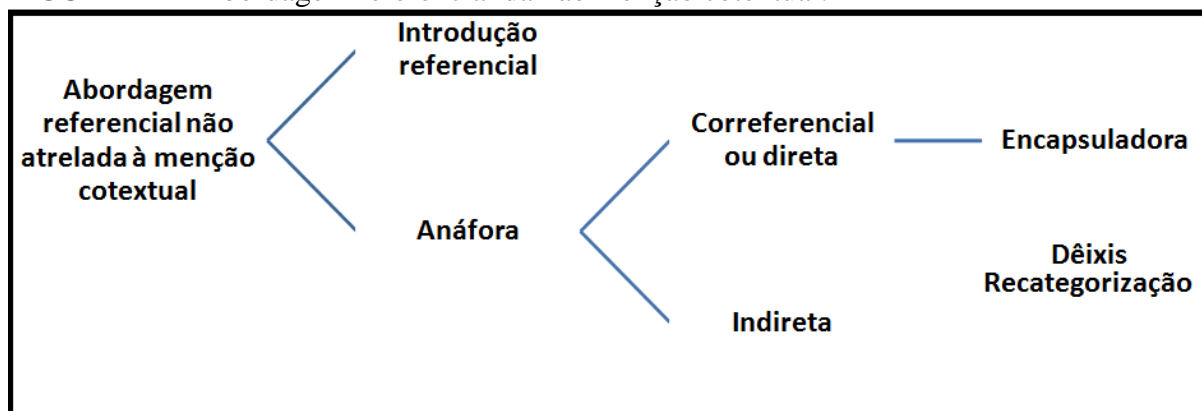 Introdução
referencial
Abordagem
referencial não
atrelada à menção
cotextual
Correferencial
ou direta
Encapsuladora
Anáfora
Dêixis
Recategorização
Indireta